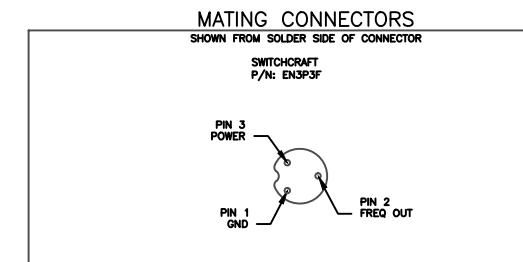 MATING CONNECTORS
SHOWN FROM SOLDER SIDE OF CONNECTOR
SWITCHCRAFT
P/N: EN3P3F
PIN 3
POWER
PIN 2
FREQ OUT
PIN 1
GND